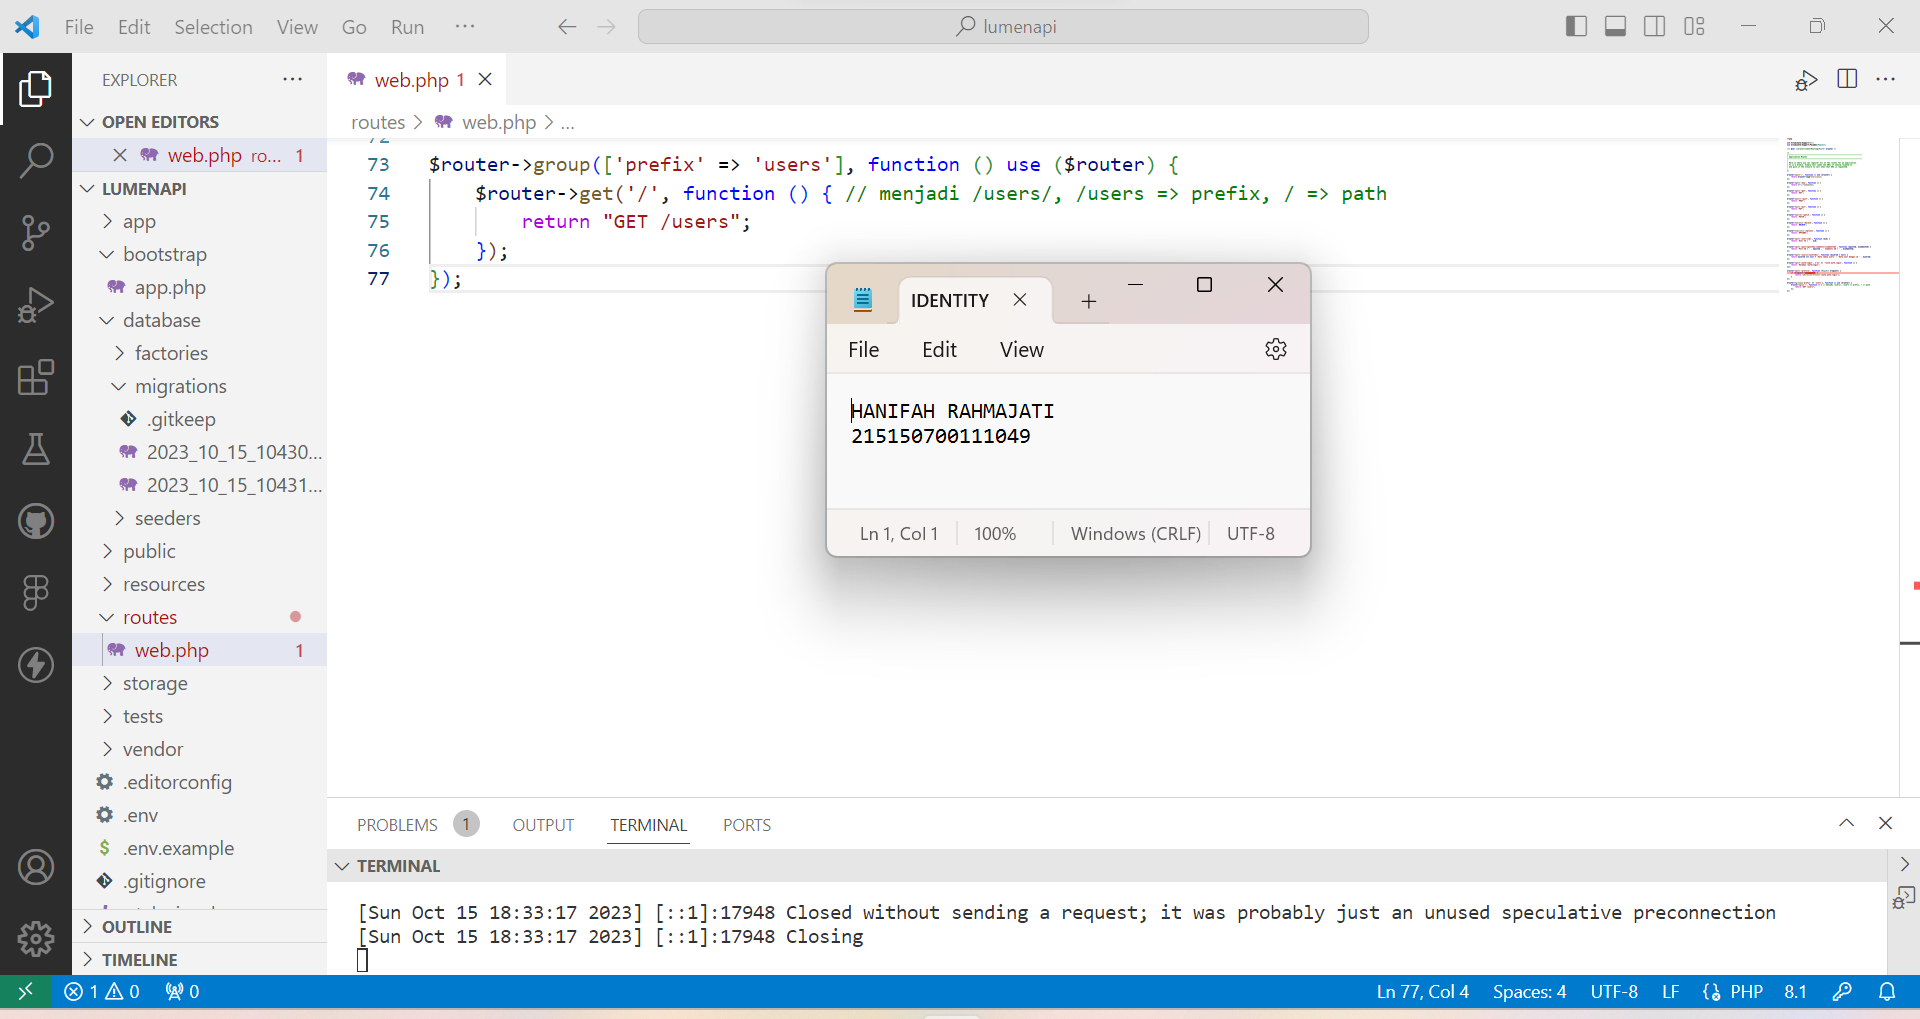 File Edit Selection View Go Run ··· lumenapi
EXPLORER ···
OPEN EDITORS
web.php ro... 1
LUMENAPI
app
bootstrap
app.php
database
factories
migrations
.gitkeep
2023_10_15_10430...
2023_10_15_10431...
seeders
public
resources
routes
web.php 1
storage
tests
vendor
.editorconfig
.env
$ .env.example
.gitignore
OUTLINE
TIMELINE
web.php 1
routes > web.php > ...
73 $router->group(['prefix' => 'users'], function () use ($router) {
74 $router->get('/', function () { // menjadi /users/, /users => prefix, / => path
75 return "GET /users";
76 });
77 });
IDENTITY
File Edit View
HANIFAH RAHMAJATI
215150700111049
Ln 1, Col 1 100% Windows (CRLF) UTF-8
PROBLEMS 1 OUTPUT TERMINAL PORTS
TERMINAL
[Sun Oct 15 18:33:17 2023] [::1]:17948 Closed without sending a request; it was probably just an unused speculative preconnection
[Sun Oct 15 18:33:17 2023] [::1]:17948 Closing
1 0 0 Ln 77, Col 4 Spaces: 4 UTF-8 LF PHP 8.1